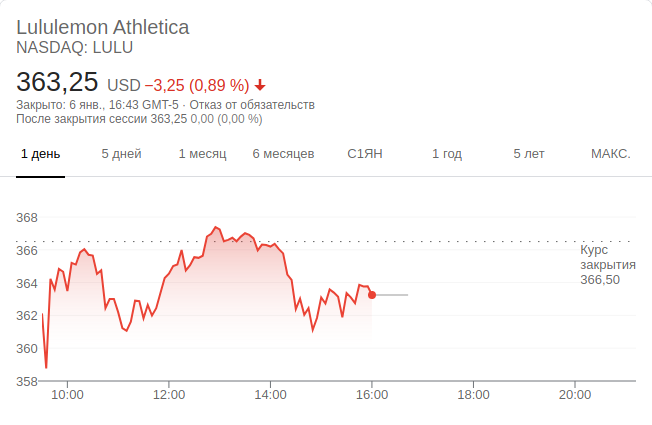 Lululemon Athletica
NASDAQ: LULU
363,25 USD −3,25 (0,89 %)
Закрыто: 6 янв., 16:43 GMT-5 · Отказ от обязательств
После закрытия сессии 363,25 0,00 (0,00 %)
1 день 5 дней 1 месяц 6 месяцев С1ЯН 1 год 5 лет МАКС.
368
366
364
362
360
358
Курс
закрытия
366,50
10:00 12:00 14:00 16:00 18:00 20:00